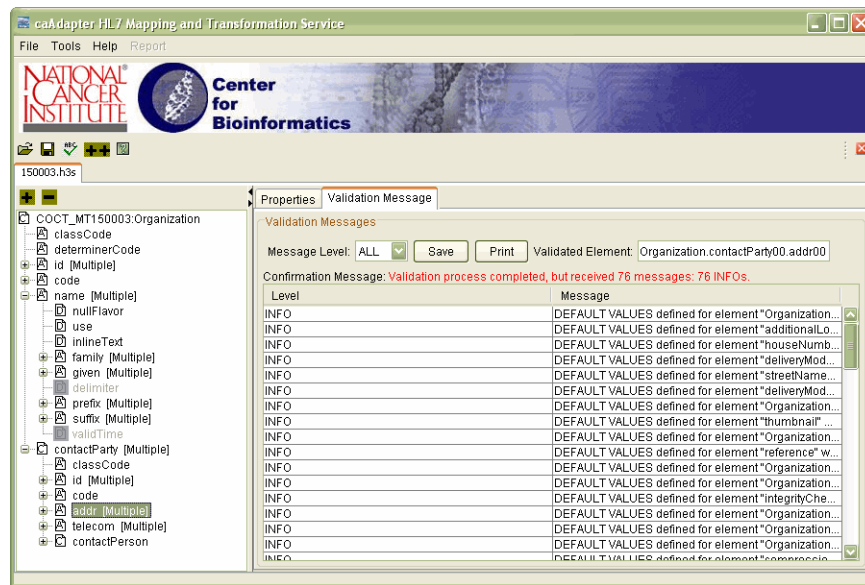 caAdapter HL7 Mapping and Transformation Service
File Tools Help Report
NATIONAL
CANCER
INSTITUTE
Center
for
Bioinformatics
150003.h3s
COCT_MT150003:Organization
classCode
determinerCode
id [Multiple]
code
name [Multiple]
nullFlavor
use
inlineText
family [Multiple]
given [Multiple]
delimiter
prefix [Multiple]
suffix [Multiple]
validTime
contactParty [Multiple]
classCode
id [Multiple]
code
addr [Multiple]
telecom [Multiple]
contactPerson
Properties Validation Message
Validation Messages
Message Level: ALL Save Print Validated Element: Organization.contactParty00.addr00
Confirmation Message: Validation process completed, but received 76 messages: 76 INFOs.
Level Message
INFO DEFAULT VALUES defined for element "Organization...
INFO DEFAULT VALUES defined for element "additionalLo...
INFO DEFAULT VALUES defined for element "houseNumb...
INFO DEFAULT VALUES defined for element "deliveryMod...
INFO DEFAULT VALUES defined for element "streetName...
INFO DEFAULT VALUES defined for element "deliveryMod...
INFO DEFAULT VALUES defined for element "Organization...
INFO DEFAULT VALUES defined for element "thumbnail" ...
INFO DEFAULT VALUES defined for element "Organization...
INFO DEFAULT VALUES defined for element "reference" w...
INFO DEFAULT VALUES defined for element "Organization...
INFO DEFAULT VALUES defined for element "Organization...
INFO DEFAULT VALUES defined for element "integrityChe...
INFO DEFAULT VALUES defined for element "Organization...
INFO DEFAULT VALUES defined for element "Organization...
INFO DEFAULT VALUES defined for element "compressio...